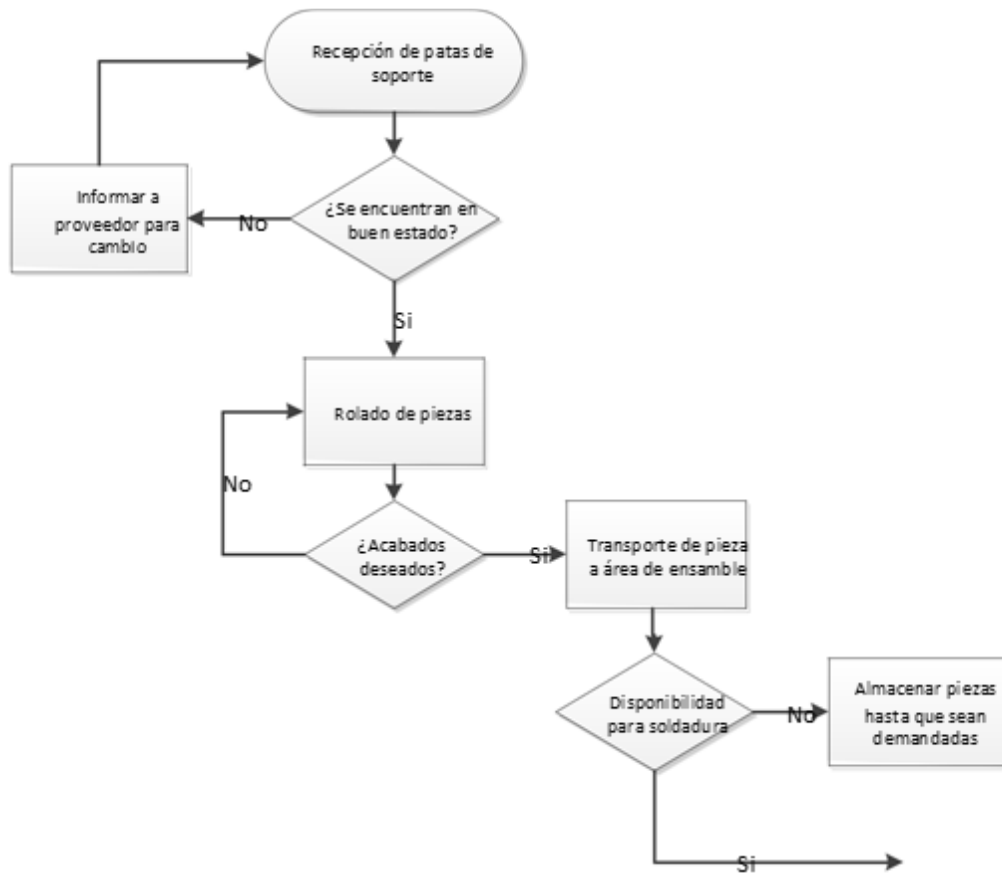 Recepción de patas de
soporte
Informar a
proveedor para
cambio
No
¿Se encuentran en
buen estado?
Si
Rolado de piezas
No
¿Acabados
deseados?
Si
Transporte de pieza
a área de ensamble
Disponibilidad
para soldadura
No
Almacenar piezas
hasta que sean
demandadas
Si